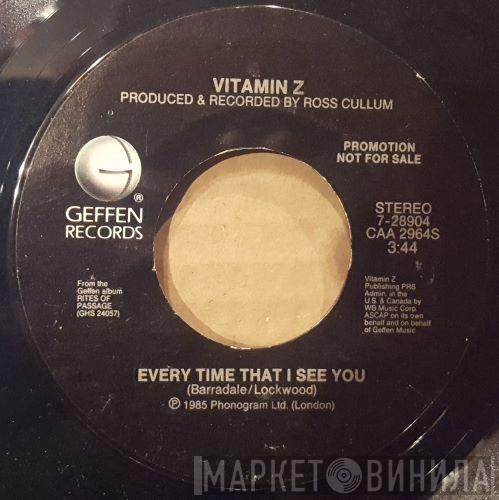 VITAMIN Z
PRODUCED & RECORDED BY ROSS CULLUM
PROMOTION
NOT FOR SALE
G
®
GEFFEN
RECORDS
STEREO
7-28904
CAA 2964S
3:44
From the
Geffen album
RITES OF
PASSAGE
(GHS 24057)
Vitamin Z
Publishing PRS
Admin. in the
U.S. & Canada by
WB Music Corp.
ASCAP on its own
behalf and on behalf
of Geffen Music
EVERY TIME THAT I SEE YOU
(Barradale/Lockwood)
℗ 1985 Phonogram Ltd. (London)
МАРКЕТ ВИНИЛА